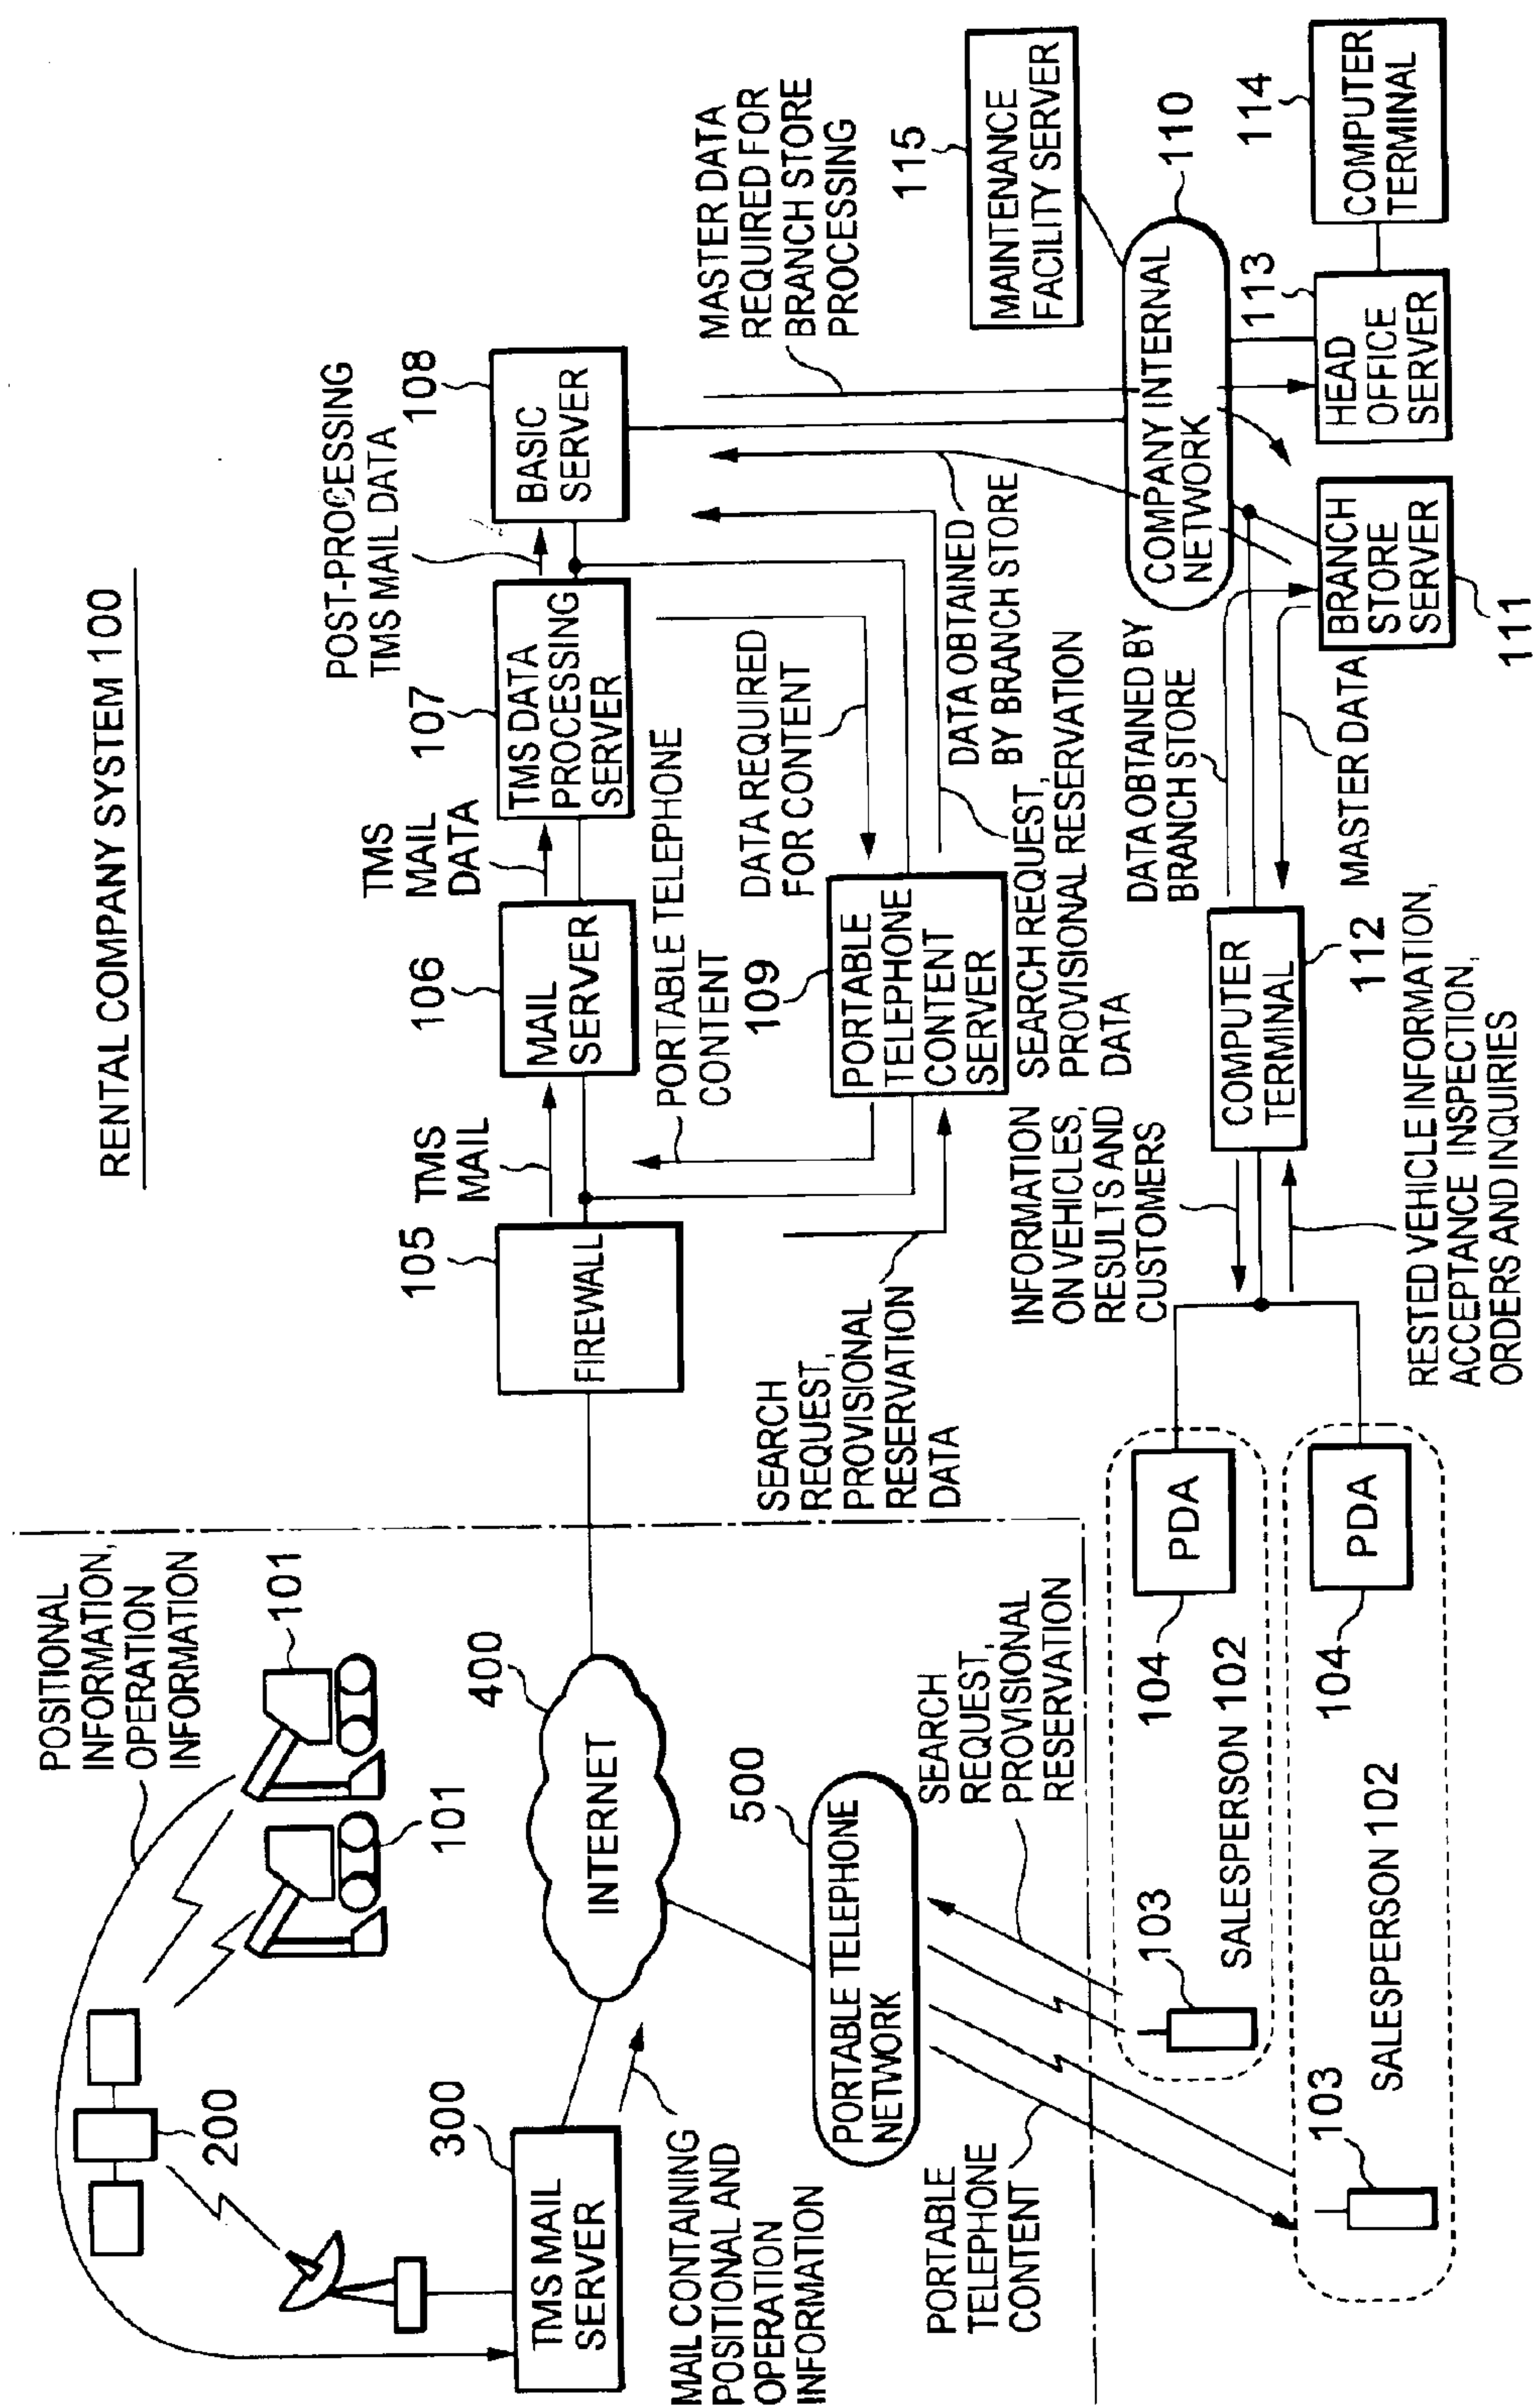 RENTAL COMPANY SYSTEM 100
POSITIONAL
INFORMATION,
OPERATION
INFORMATION
101
101
200
300
TMS MAIL
SERVER
MAIL CONTAINING
POSITIONAL AND
OPERATION
INFORMATION
400
INTERNET
500
PORTABLE TELEPHONE
NETWORK
PORTABLE
TELEPHONE
CONTENT
SEARCH
REQUEST,
PROVISIONAL
RESERVATION
103
SALESPERSON 102
104
PDA
103
SALESPERSON 102
104
PDA
105
FIREWALL
TMS
MAIL
106
MAIL
SERVER
TMS
MAIL
DATA
107
TMS DATA
PROCESSING
SERVER
POST-PROCESSING
TMS MAIL DATA
108
BASIC
SERVER
SEARCH
REQUEST,
PROVISIONAL
RESERVATION
DATA
PORTABLE TELEPHONE
CONTENT
109
PORTABLE
TELEPHONE
CONTENT
SERVER
DATA REQUIRED
FOR CONTENT
SEARCH REQUEST,
PROVISIONAL RESERVATION
DATA
DATA OBTAINED
BY BRANCH STORE
MASTER DATA
REQUIRED FOR
BRANCH STORE
PROCESSING
INFORMATION
ON VEHICLES,
RESULTS AND
CUSTOMERS
COMPUTER
TERMINAL
112
RESTED VEHICLE INFORMATION,
ACCEPTANCE INSPECTION,
ORDERS AND INQUIRIES
DATA OBTAINED BY
BRANCH STORE
MASTER DATA
BRANCH
STORE
SERVER
111
COMPANY INTERNAL
NETWORK
110
115
MAINTENANCE
FACILITY SERVER
113
HEAD
OFFICE
SERVER
114
COMPUTER
TERMINAL